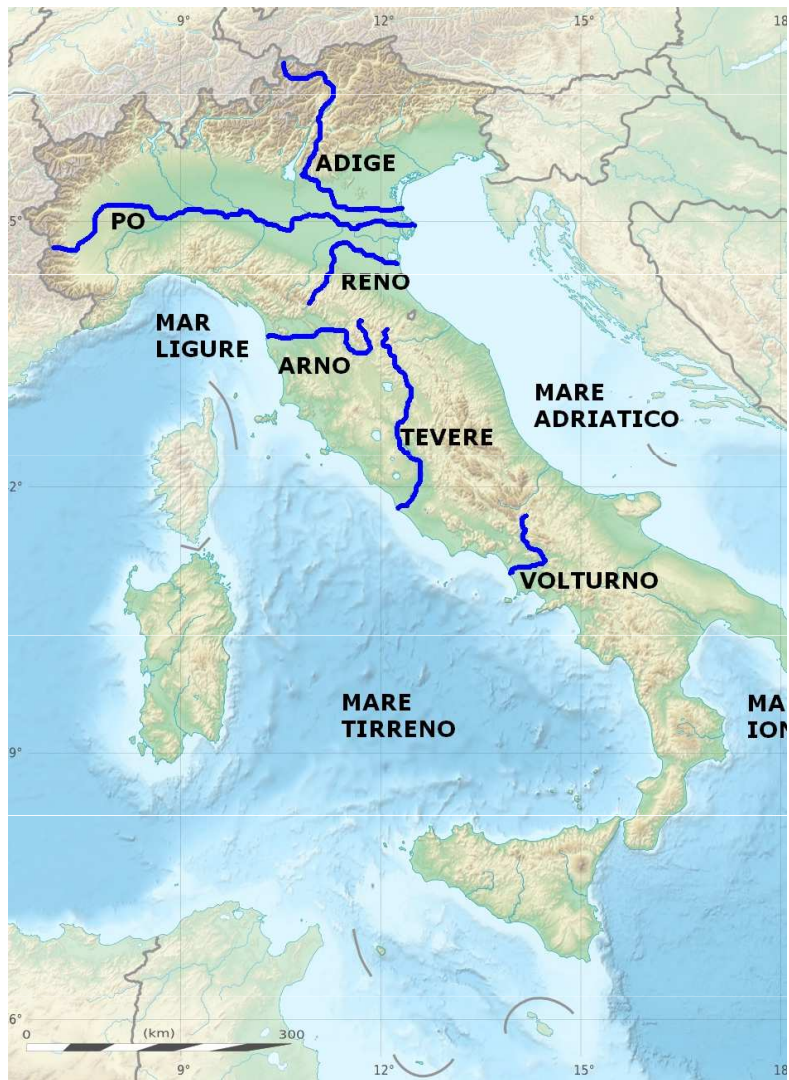 9°
12°
15°
18
ADIGE
PO
5°
RENO
MAR
LIGURE
ARNO
MARE
ADRIATICO
TEVERE
2°
VOLTURNO
MARE
TIRRENO
MA
ION
9°
6°
0
(km)
300
9°
12°
15°
18